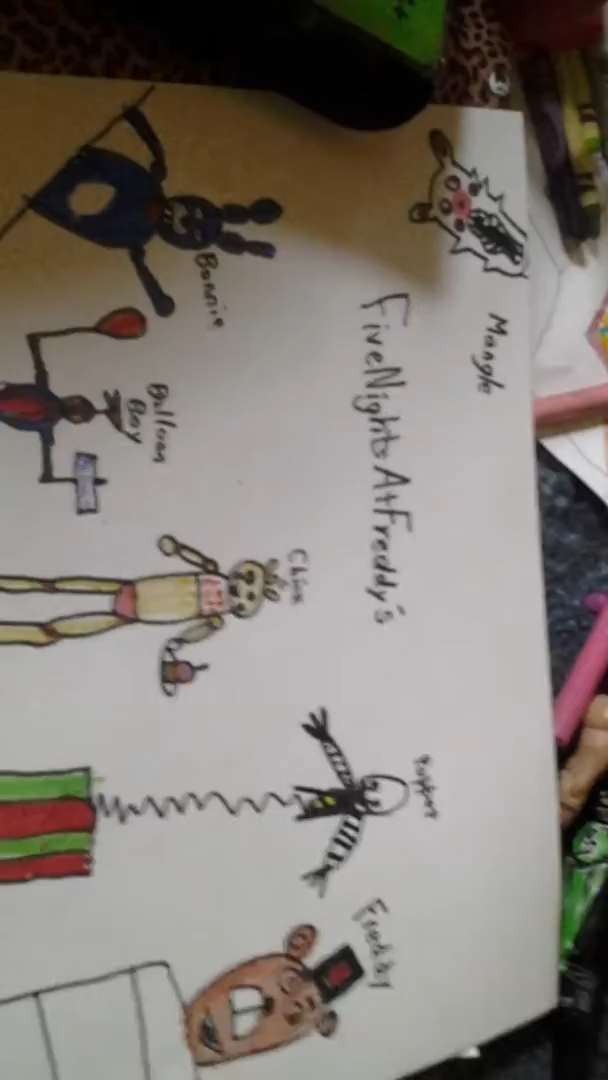 Mangle
FiveNightsAtFreddy's
Bonnie
Balloon
Boy
Chica
Puppet
Freddy